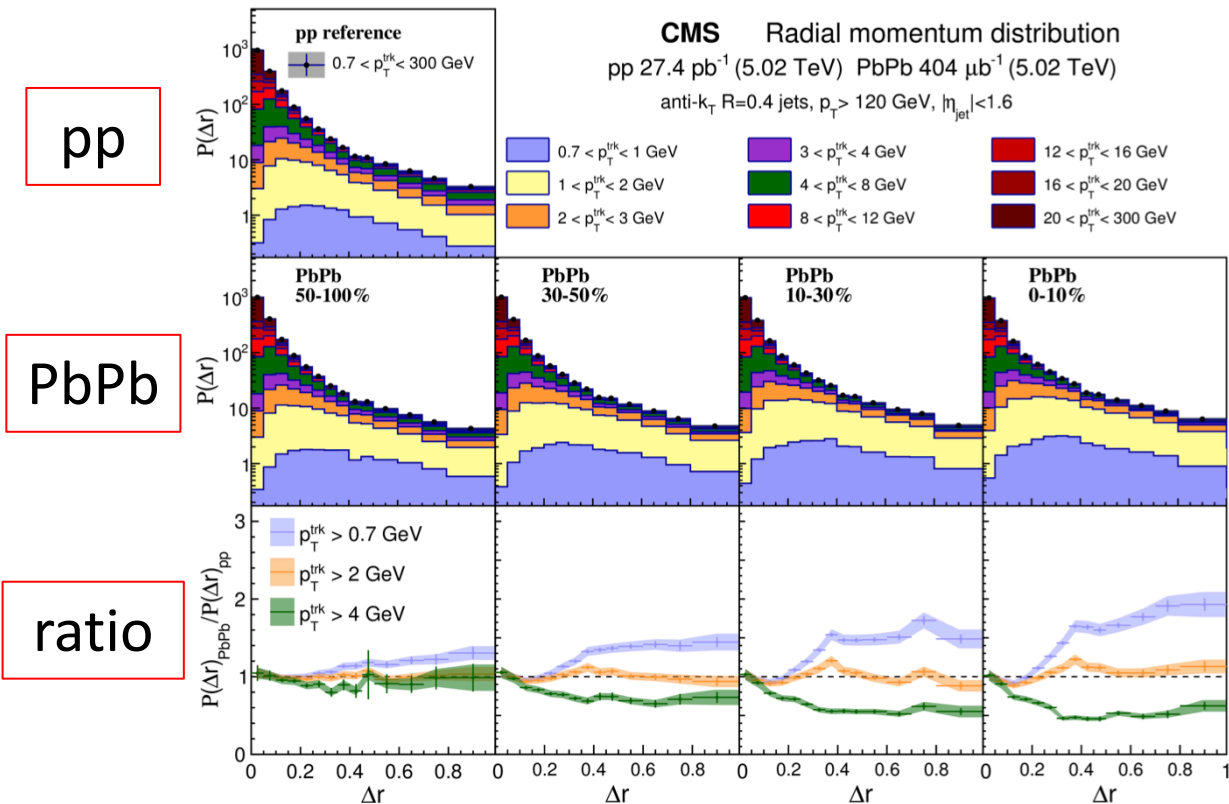 pp
PbPb
ratio
CMS Radial momentum distribution
pp 27.4 pb⁻¹ (5.02 TeV) PbPb 404 μb⁻¹ (5.02 TeV)
anti-k_T R=0.4 jets, p_T> 120 GeV, |η_jet|<1.6
0.7 < p_T^trk< 1 GeV
1 < p_T^trk< 2 GeV
2 < p_T^trk< 3 GeV
3 < p_T^trk< 4 GeV
4 < p_T^trk< 8 GeV
8 < p_T^trk< 12 GeV
12 < p_T^trk< 16 GeV
16 < p_T^trk< 20 GeV
20 < p_T^trk< 300 GeV
pp reference
0.7 < p_T^trk< 300 GeV
P(Δr)
10³
10²
10
1
PbPb
50-100%
PbPb
30-50%
PbPb
10-30%
PbPb
0-10%
P(Δr)
10³
10²
10
1
p_T^trk > 0.7 GeV
p_T^trk > 2 GeV
p_T^trk > 4 GeV
P(Δr)_PbPb/P(Δr)_pp
3
2
1
0
0 0.2 0.4 0.6 0.8
0 0.2 0.4 0.6 0.8
0 0.2 0.4 0.6 0.8
0 0.2 0.4 0.6 0.8 1
Δr
Δr
Δr
Δr